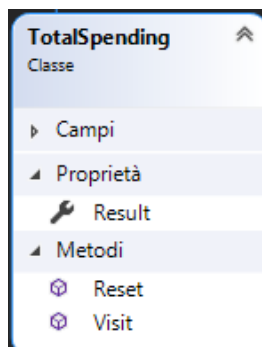 TotalSpending
Classe
Campi
Proprietà
Result
Metodi
Reset
Visit